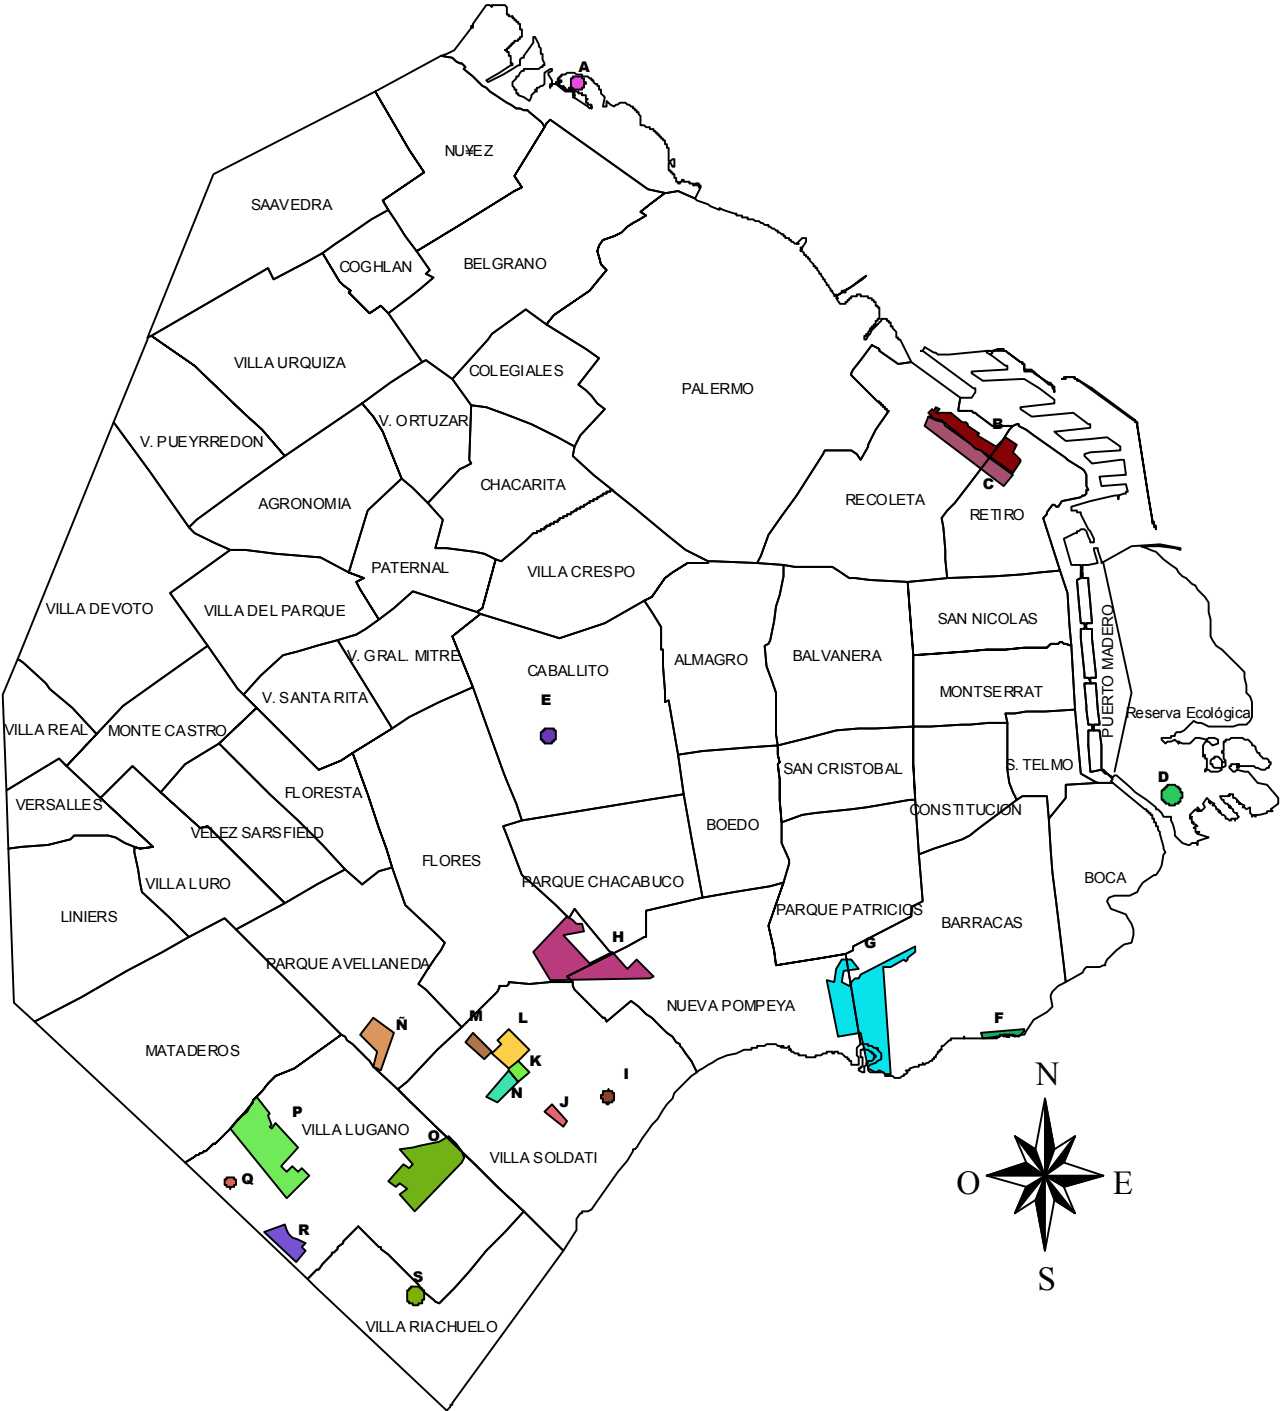 A
NU¥EZ
SAAVEDRA
COGHLAN
BELGRANO
VILLA URQUIZA
COLEGIALES
PALERMO
V. ORTUZAR
B
V. PUEYRREDON
CHACARITA
C
AGRONOMIA
RECOLETA
RETIRO
PATERNAL
VILLA CRESPO
VILLA DEVOTO
VILLA DEL PARQUE
SAN NICOLAS
V. GRAL. MITRE
CABALLITO
ALMAGRO
BALVANERA
PUERTO MADERO
V. SANTA RITA
E
MONTSERRAT
Reserva Ecológica
VILLA REAL
MONTE CASTRO
SAN CRISTOBAL
S. TELMO
D
VERSALLES
FLORESTA
CONSTITUCION
VELEZ SARSFIELD
BOEDO
FLORES
VILLA LURO
PARQUE CHACABUCO
BOCA
LINIERS
PARQUE PATRICIOS
BARRACAS
H
G
PARQUE AVELLANEDA
NUEVA POMPEYA
M
L
F
Ñ
MATADEROS
K
I
N
N
J
P
VILLA LUGANO
O
VILLA SOLDATI
Q
O
E
R
S
S
VILLA RIACHUELO